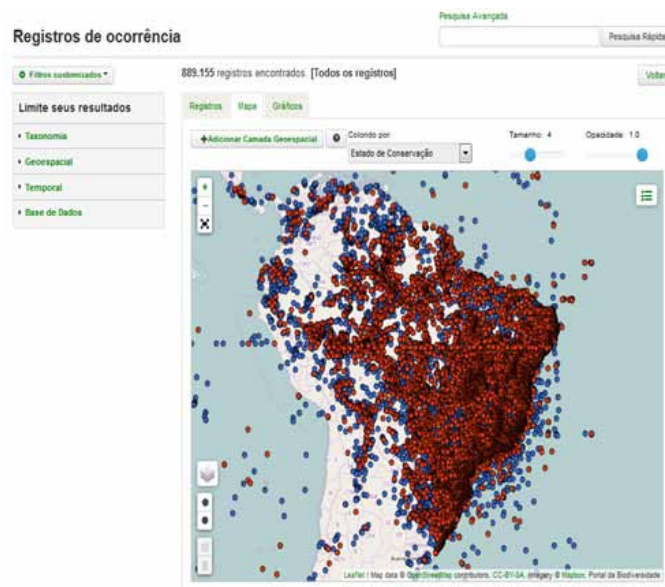 Pesquisa Avançada
Registros de ocorrência
Pesquisa Rápida
Filtros customizados
889.155 registros encontrados. [Todos os registros]
Voltar
Limite seus resultados
Registros Mapa Gráficos
Taxonomia
Geoespacial
Temporal
Base de Dados
+Adicionar Camada Geoespacial
Colorido por:
Estado de Conservação
Tamanho: 4
Opacidade: 1.0
+
−
Leaflet | Map data © OpenStreetMap contributors, CC-BY-SA, Imagery © Mapbox, Portal da Biodiversidade